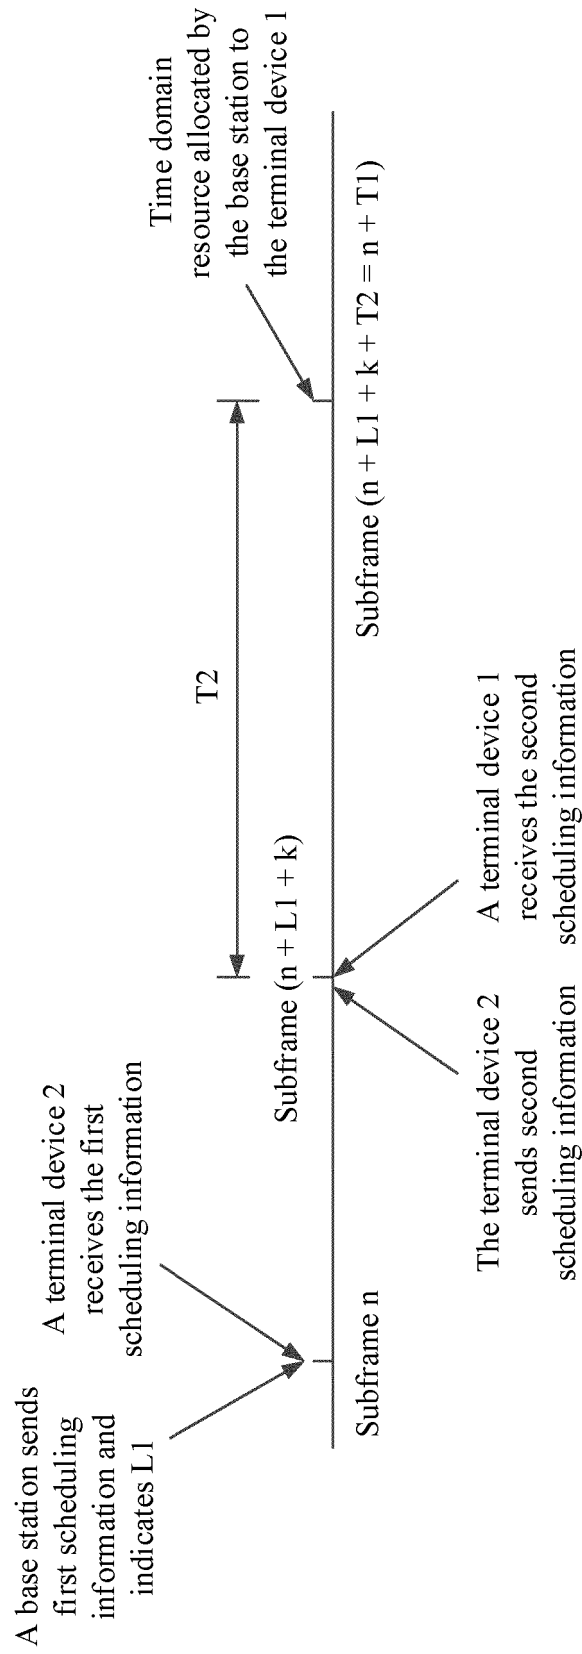 A base station sends
first scheduling
information and
indicates L1
A terminal device 2
receives the first
scheduling information
Subframe n
Subframe (n + L1 + k)
The terminal device 2
sends second
scheduling information
A terminal device 1
receives the second
scheduling information
T2
Time domain
resource allocated by
the base station to
the terminal device 1
Subframe (n + L1 + k + T2 = n + T1)